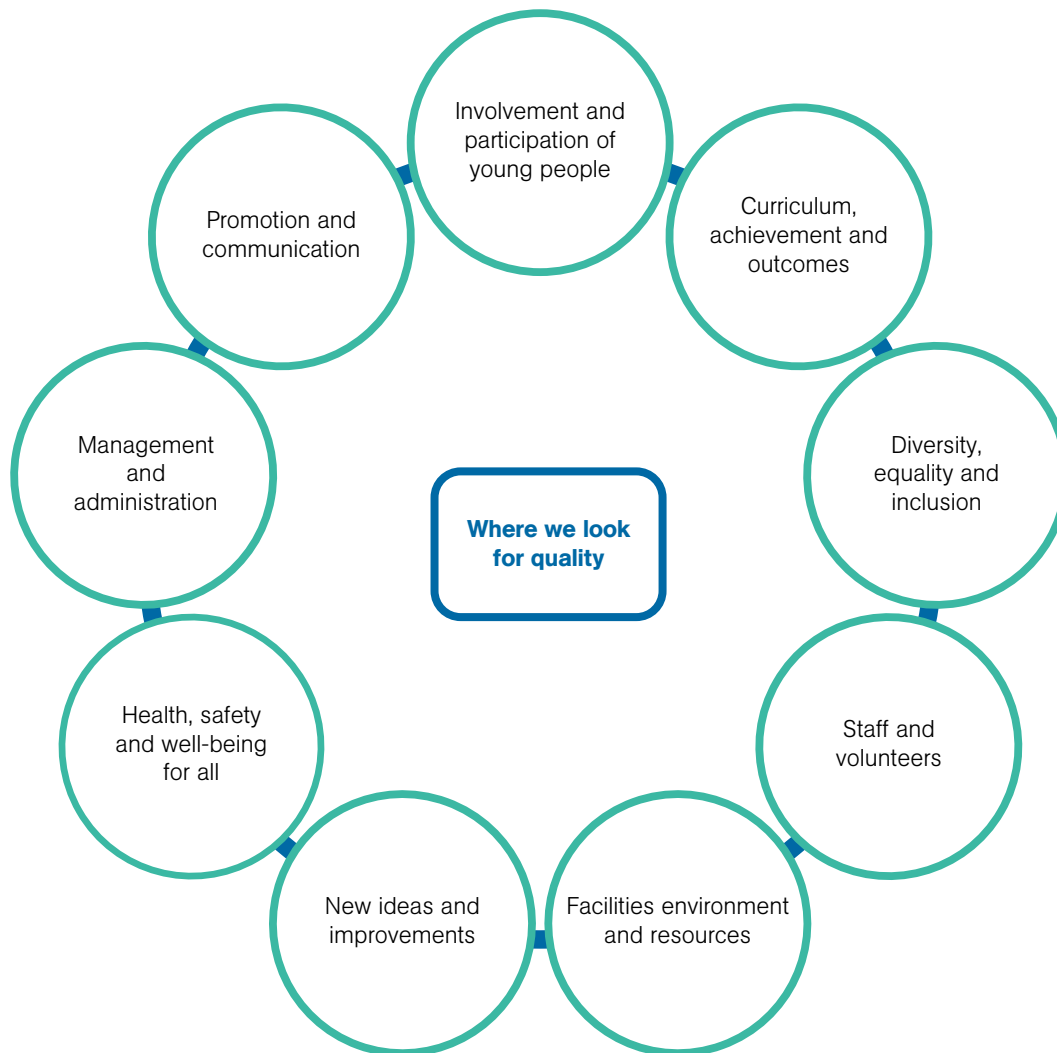 Involvement and
participation of
young people
Curriculum,
achievement and
outcomes
Diversity,
equality and
inclusion
Staff and
volunteers
Facilities environment
and resources
New ideas and
improvements
Health, safety
and well-being
for all
Management
and
administration
Promotion and
communication
Where we look
for quality